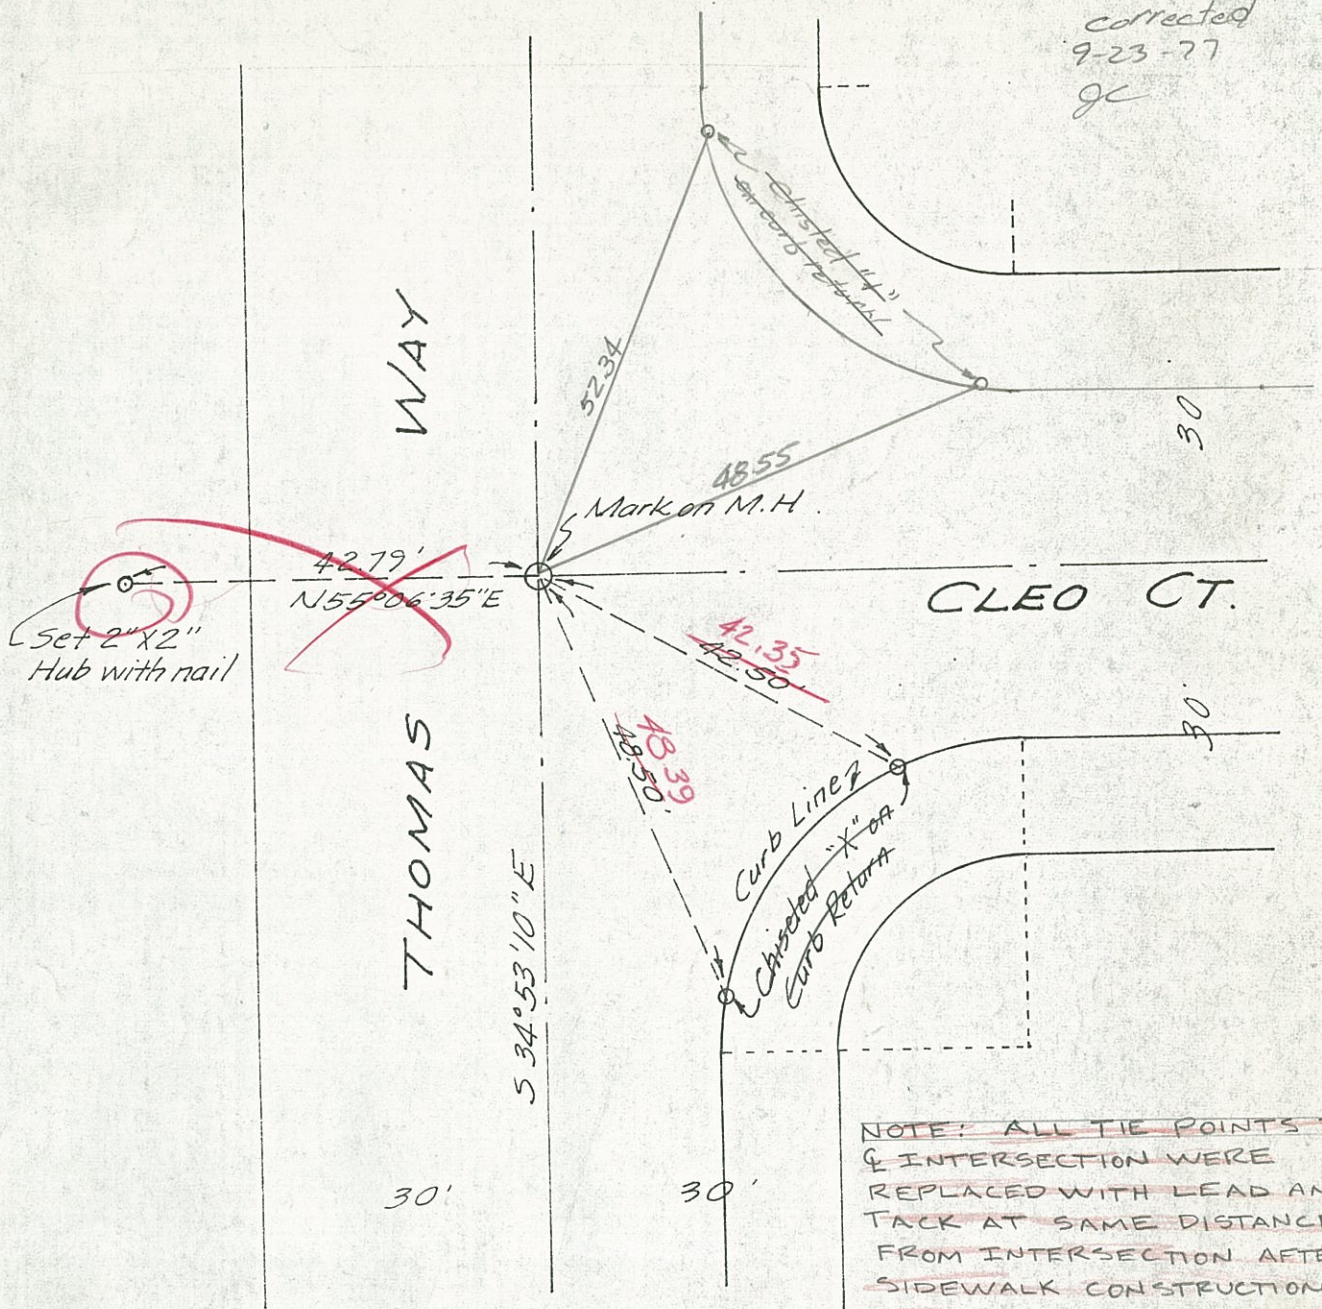 corrected
9-23-77
JC
Chisled "+"
on curb return
WAY
52.34
48.55
30
Mark on M.H.
42.79'
N55°06'35"E
CLEO CT.
Set 2"X2"
Hub with nail
42.35
42.50'
48.39
48.50'
30'
Curb Line
Chiseled "X" on
Curb Return
THOMAS
S 34°53'10" E
30'
30'
NOTE: ALL TIE POINTS
℄ INTERSECTION WERE
REPLACED WITH LEAD AN
TACK AT SAME DISTANC
FROM INTERSECTION AFTE
SIDEWALK CONSTRUCTION